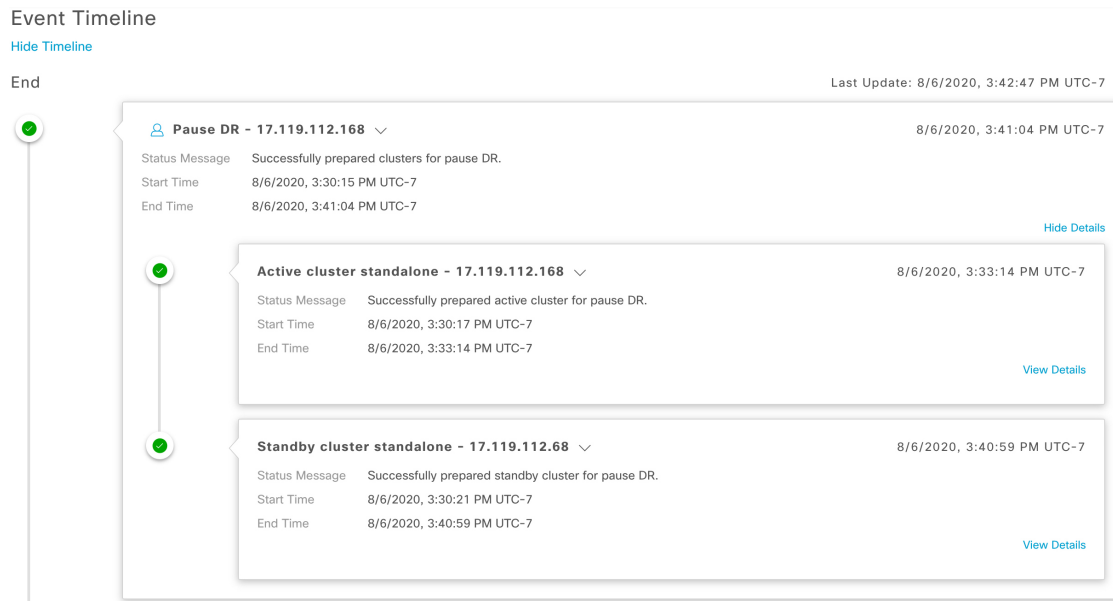 Event Timeline
Hide Timeline
End
Last Update: 8/6/2020, 3:42:47 PM UTC-7
Pause DR - 17.119.112.168
8/6/2020, 3:41:04 PM UTC-7
Status Message Successfully prepared clusters for pause DR.
Start Time 8/6/2020, 3:30:15 PM UTC-7
End Time 8/6/2020, 3:41:04 PM UTC-7
Hide Details
Active cluster standalone - 17.119.112.168
8/6/2020, 3:33:14 PM UTC-7
Status Message Successfully prepared active cluster for pause DR.
Start Time 8/6/2020, 3:30:17 PM UTC-7
End Time 8/6/2020, 3:33:14 PM UTC-7
View Details
Standby cluster standalone - 17.119.112.68
8/6/2020, 3:40:59 PM UTC-7
Status Message Successfully prepared standby cluster for pause DR.
Start Time 8/6/2020, 3:30:21 PM UTC-7
End Time 8/6/2020, 3:40:59 PM UTC-7
View Details